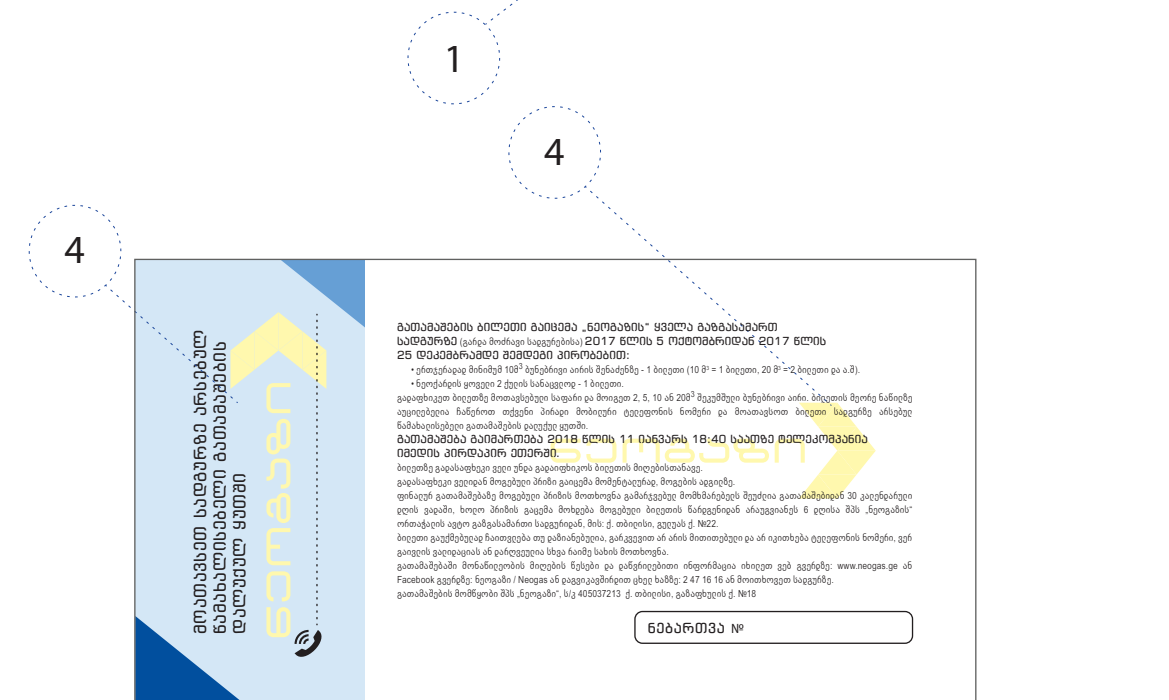 1
4
4
მოათავსეთ სადგურზე არსებულ
წამახალისებელი გათამაშების
დალუქულ ყუთში
ნეოგაზი
გათამაშების ბილეთი გაიცემა „ნეოგაზის“ ყველა გაზგასამართ
სადგურზე (გარდა მოძრავი სადგურებისა) 2017 წლის 5 ოქტომბრიდან 2017 წლის
25 დეკემბრამდე შემდეგი პირობებით:
• ერთჯერადად მინიმუმ 10მ³ ბუნებრივი აირის შენაძენზე - 1 ბილეთი (10 მ³ = 1 ბილეთი, 20 მ³ = 2 ბილეთი და ა.შ).
• ნეოქარდის ყოველი 2 ქულის სანაცვლოდ - 1 ბილეთი.
გადაფხიკეთ ბილეთზე მოთავსებული საფარი და მოიგეთ 2, 5, 10 ან 20მ³ შეკუმშული ბუნებრივი აირი. ბილეთის მეორე ნაწილზე
აუცილებელია ჩაწეროთ თქვენი პირადი მობილური ტელეფონის ნომერი და მოათავსოთ ბილეთი სადგურზე არსებულ
წამახალისებელი გათამაშების დალუქულ ყუთში.
გათამაშება გაიმართება 2018 წლის 11 იანვარს 18:40 საათზე ტელეკომპანია
იმედის პირდაპირ ეთერში.
ნეოგაზი
ბილეთზე გადასაფხეკი ველი უნდა გადაიფხიკოს ბილეთის მიღებისთანავე.
გადასაფხეკი ველიდან მოგებული პრიზი გაიცემა მომენტალურად, მოგების ადგილზე.
ფინალურ გათამაშებაზე მოგებული პრიზის მოთხოვნა გამარჯვებულ მომხმარებელს შეუძლია გათამაშებიდან 30 კალენდარული
დღის ვადაში, ხოლო პრიზის გაცემა მოხდება მოგებული ბილეთის წარდგენიდან არაუგვიანეს 6 დღისა შპს „ნეოგაზის“
ორთაჭალის ავტო გაზგასამართი სადგურიდან, მის: ქ. თბილისი, გულუას ქ. №22.
ბილეთი გაუქმებულად ჩაითვლება თუ დაზიანებულია, გარკვევით არ არის მითითებული და არ იკითხება ტელეფონის ნომერი, ვერ
გაივლის ვალიდაციას ან დარღვეულია სხვა რაიმე სახის მოთხოვნა.
გათამაშებაში მონაწილეობის მიღების წესები და დაწვრილებითი ინფორმაცია იხილეთ ვებ გვერდზე: www.neogas.ge ან
Facebook გვერდზე: ნეოგაზი / Neogas ან დაგვიკავშირდით ცხელ ხაზზე: 2 47 16 16 ან მოითხოვეთ სადგურზე.
გათამაშების მომწყობი შპს „ნეოგაზი“, ს/კ 405037213 ქ. თბილისი, გაზაფხულის ქ. №18
ნებართვა №